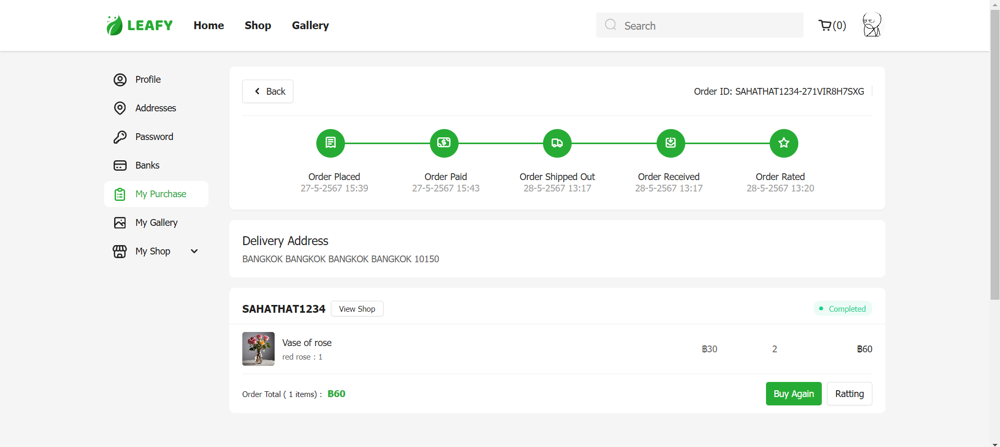 LEAFY Home Shop Gallery Search (0)
Profile
Addresses
Password
Banks
My Purchase
My Gallery
My Shop
Back Order ID: SAHATHAT1234-271VIR8H7SXG
Order Placed Order Paid Order Shipped Out Order Received Order Rated
27-5-2567 15:39 27-5-2567 15:43 28-5-2567 13:17 28-5-2567 13:17 28-5-2567 13:20
Delivery Address
BANGKOK BANGKOK BANGKOK BANGKOK 10150
SAHATHAT1234 View Shop Completed
Vase of rose
red rose : 1
฿30 2 ฿60
Order Total ( 1 items) : ฿60 Buy Again Ratting